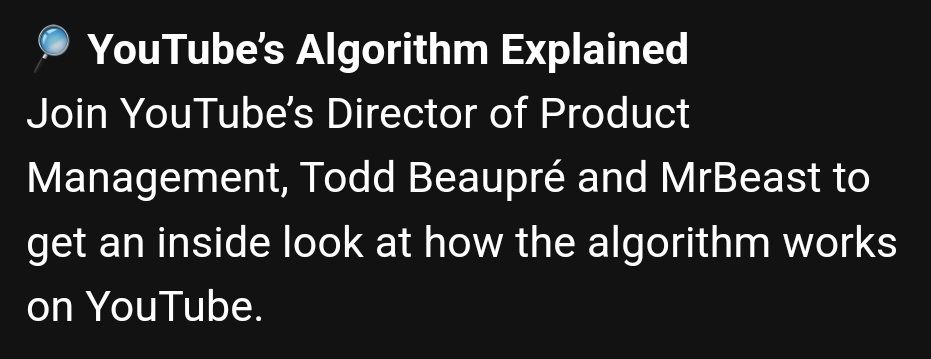 🔎 YouTube’s Algorithm Explained
Join YouTube’s Director of Product
Management, Todd Beaupré and MrBeast to
get an inside look at how the algorithm works
on YouTube.